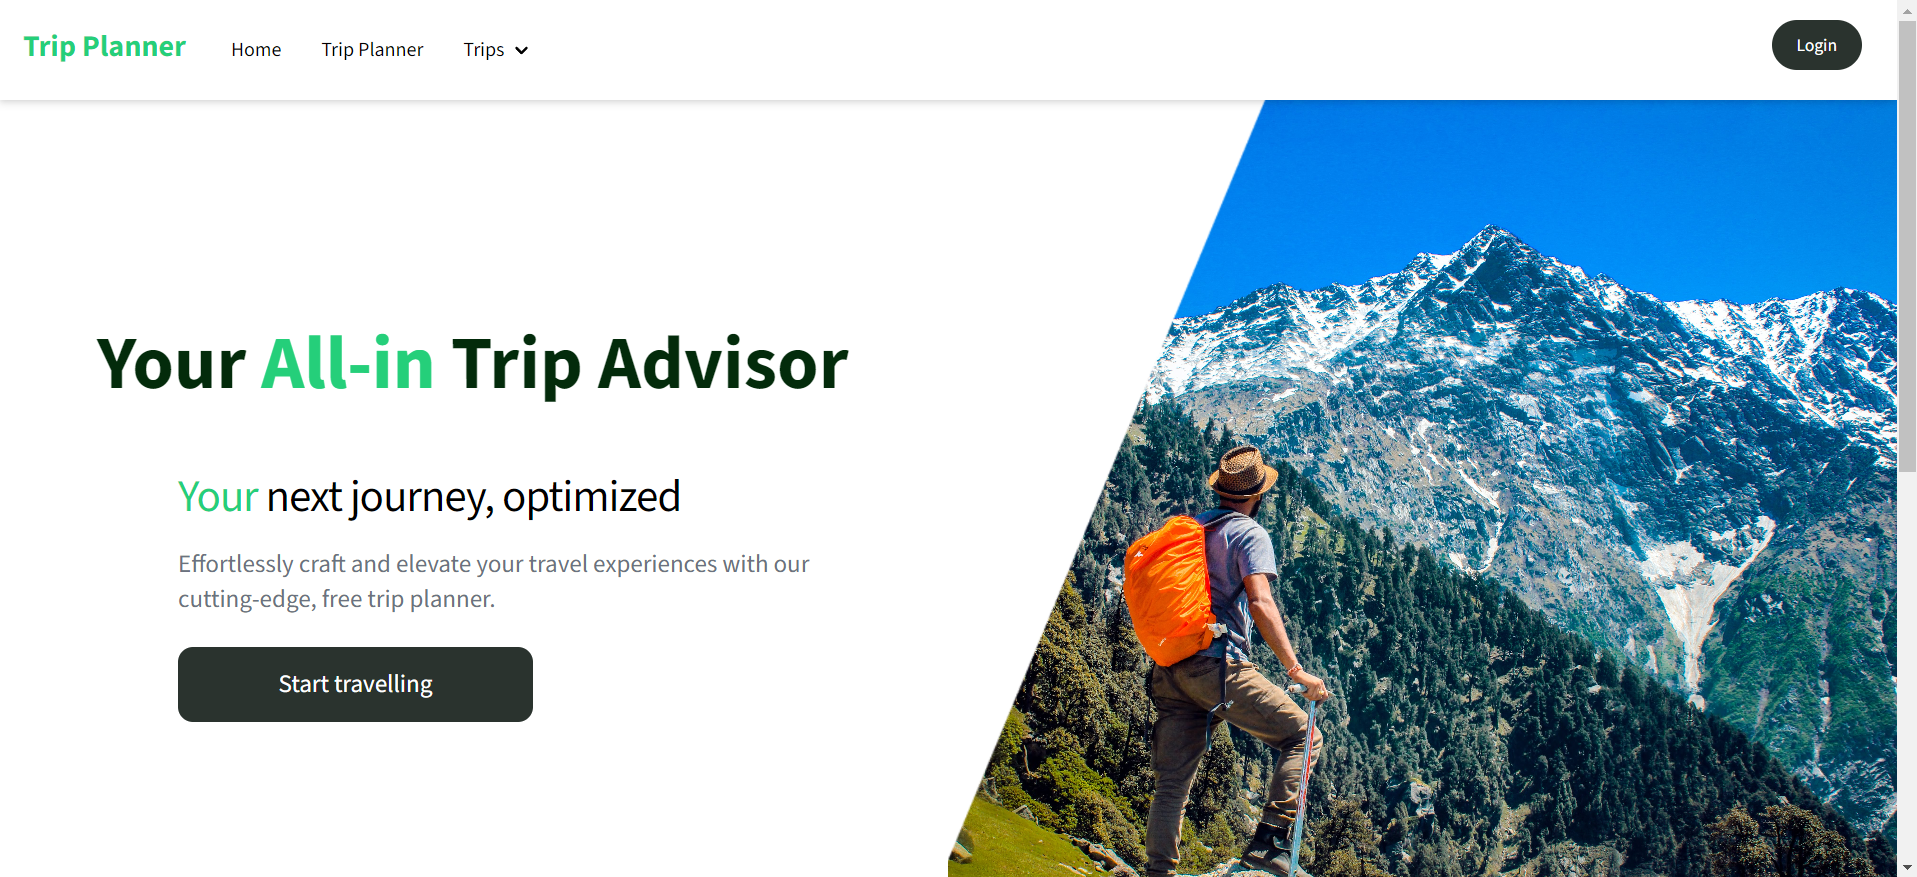 Trip Planner
Home
Trip Planner
Trips
Login
Your All-in Trip Advisor
Your next journey, optimized
Effortlessly craft and elevate your travel experiences with our
cutting-edge, free trip planner.
Start travelling